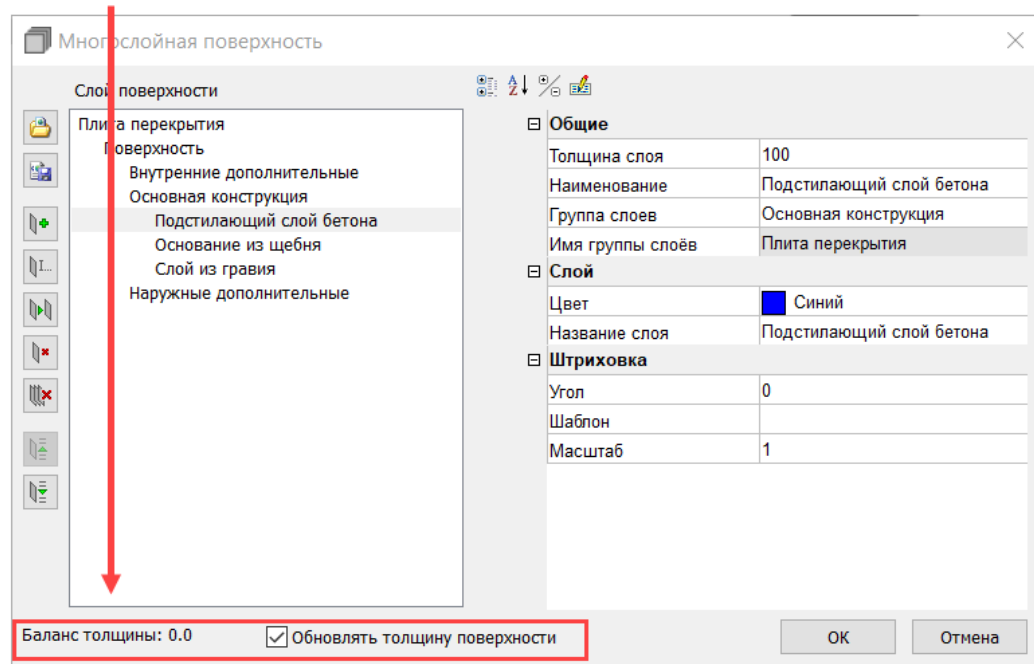 Многослойная поверхность
Слой поверхности
Плита перекрытия
Поверхность
Внутренние дополнительные
Основная конструкция
Подстилающий слой бетона
Основание из щебня
Слой из гравия
Наружные дополнительные
Общие
Толщина слоя 100
Наименование Подстилающий слой бетона
Группа слоев Основная конструкция
Имя группы слоёв Плита перекрытия
Слой
Цвет Синий
Название слоя Подстилающий слой бетона
Штриховка
Угол 0
Шаблон
Масштаб 1
Баланс толщины: 0.0 Обновлять толщину поверхности ОК Отмена